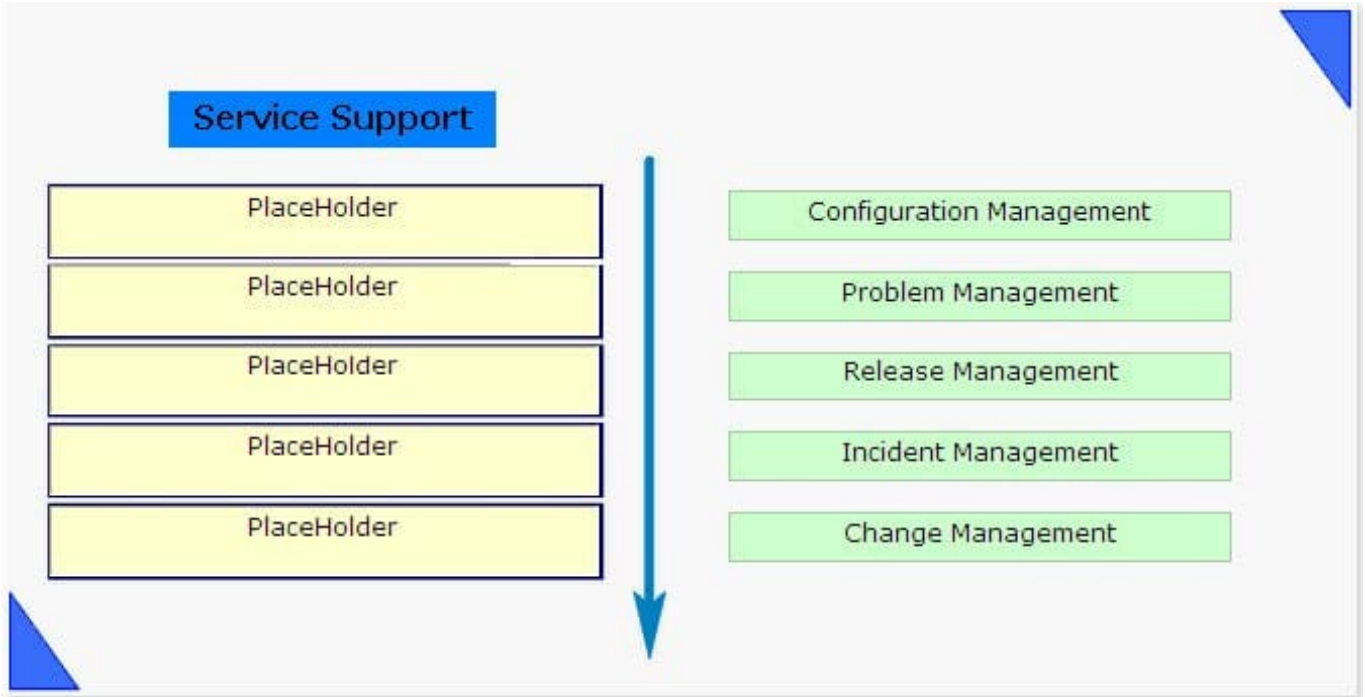 Service Support
PlaceHolder
PlaceHolder
PlaceHolder
PlaceHolder
PlaceHolder
Configuration Management
Problem Management
Release Management
Incident Management
Change Management